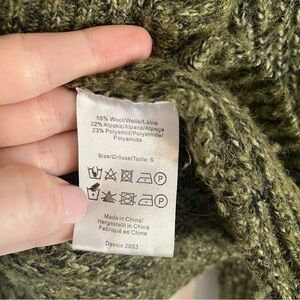 55% Wool/Wolle/Laine
22% Alpaka/Alpaca/Alpaga
23% Polyamid/Polyamide/
Polyamide
Size/Grösse/Taille: S
P
P
Made in China/
Hergestellt in China
Fabriqué en Chine
Dessin 2053